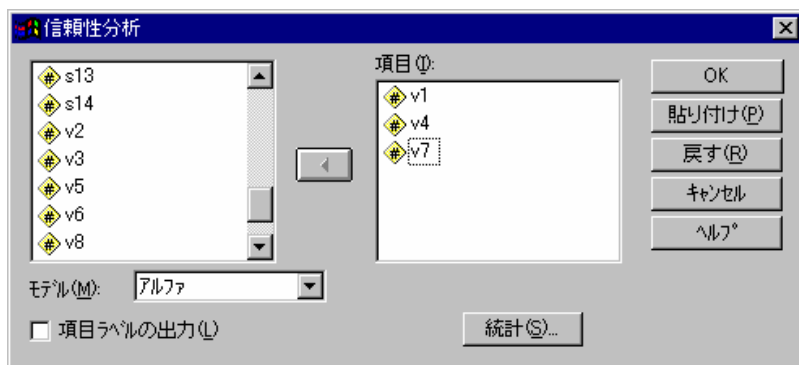 信頼性分析
s13
s14
v2
v3
v5
v6
v8
項目(I):
v1
v4
v7
OK
貼り付け(P)
戻す(R)
キャンセル
ヘルプ
モデル(M):
アルファ
項目ラベルの出力(L)
統計(S)...